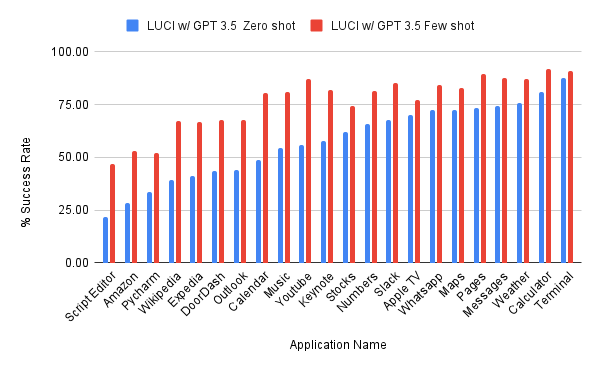 LUCI w/ GPT 3.5 Zero shot
LUCI w/ GPT 3.5 Few shot
100.00
75.00
50.00
25.00
0.00
% Success Rate
Script Editor
Amazon
Pycharm
Wikipedia
Expedia
DoorDash
Outlook
Calendar
Music
Youtube
Keynote
Stocks
Numbers
Slack
Apple TV
Whatsapp
Maps
Pages
Messages
Weather
Calculator
Terminal
Application Name